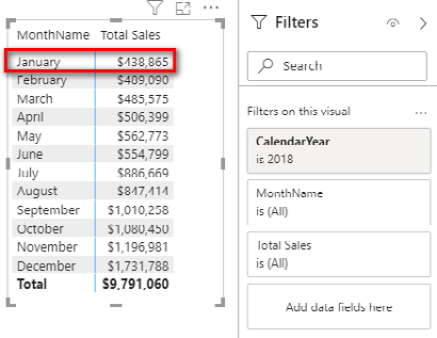 MonthName Total Sales
January $438,865
February $489,090
March $485,575
April $506,399
May $562,773
June $554,799
July $886,669
August $847,414
September $1,010,258
October $1,080,450
November $1,196,981
December $1,731,788
Total $9,791,060
Filters
Search
Filters on this visual
CalendarYear
is 2018
MonthName
is (All)
Total Sales
is (All)
Add data fields here